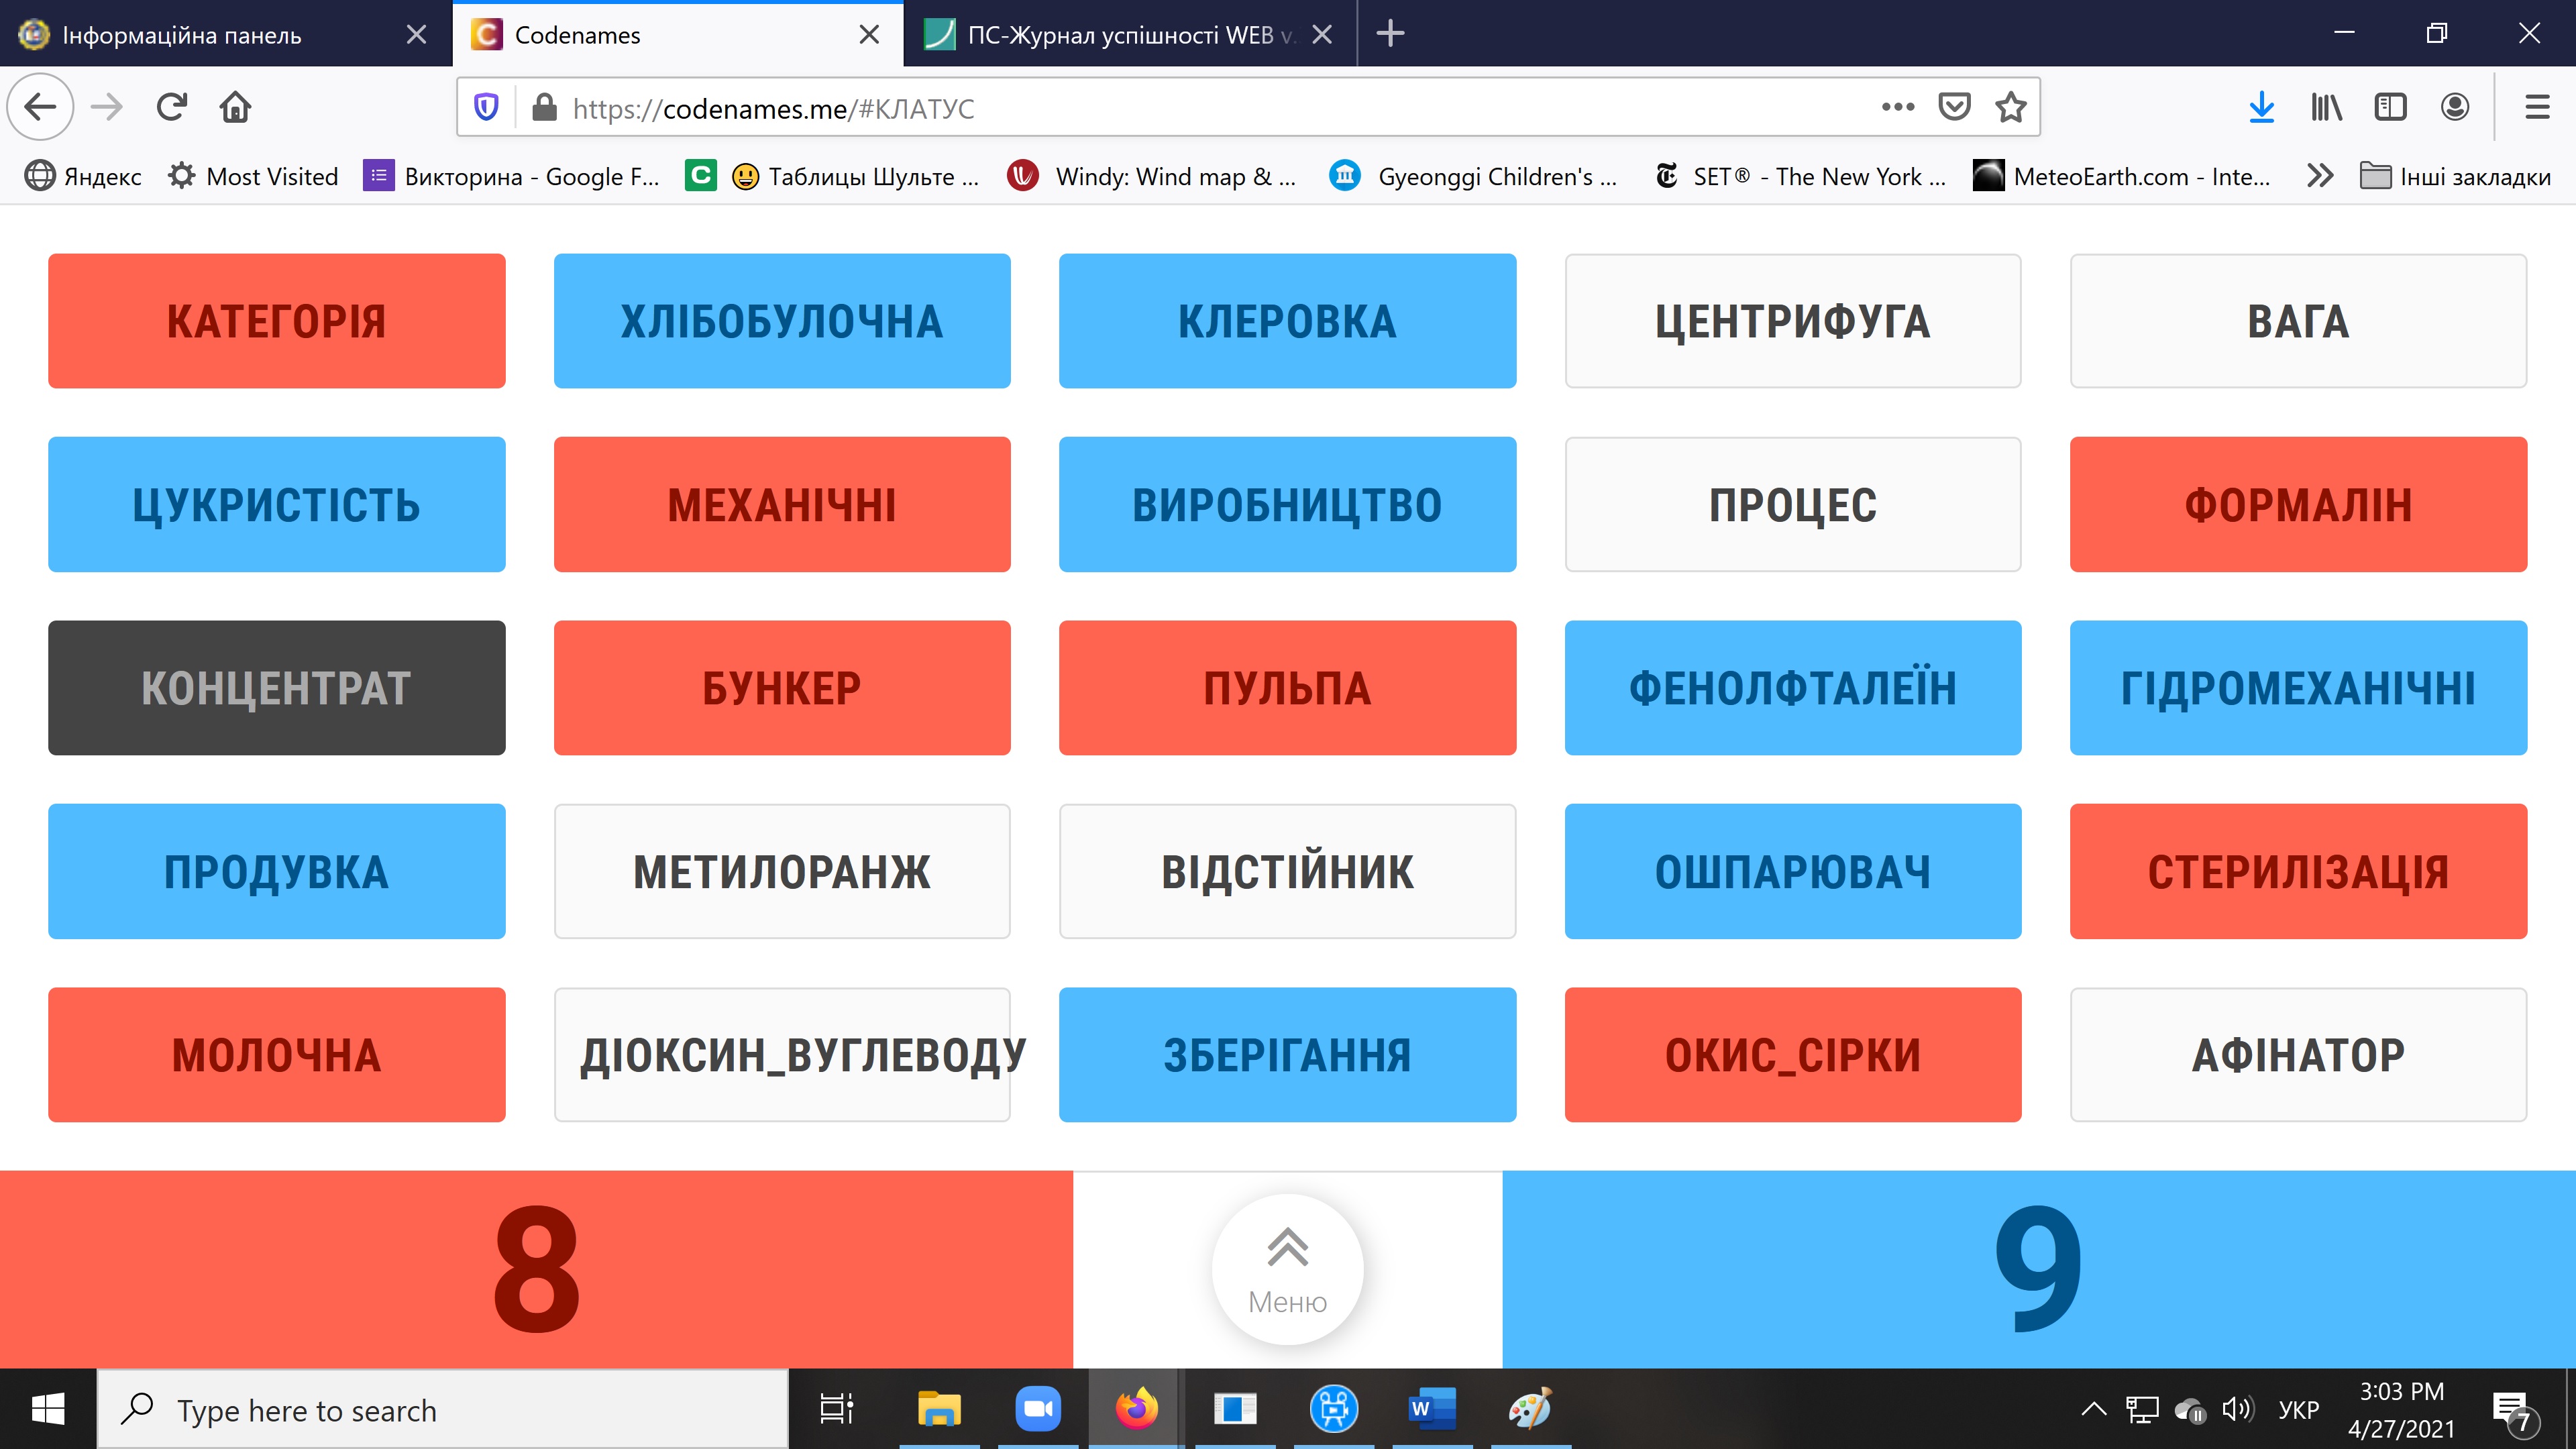 Інформаційна панель
Codenames
ПС-Журнал успішності WEB v.
https://codenames.me/#КЛАТУС
Яндекс
Most Visited
Викторина - Google F...
Таблицы Шульте ...
Windy: Wind map & ...
Gyeonggi Children's ...
SET® - The New York ...
MeteoEarth.com - Inte...
Інші закладки
КАТЕГОРІЯ
ХЛІБОБУЛОЧНА
КЛЕРОВКА
ЦЕНТРИФУГА
ВАГА
ЦУКРИСТІСТЬ
МЕХАНІЧНІ
ВИРОБНИЦТВО
ПРОЦЕС
ФОРМАЛІН
КОНЦЕНТРАТ
БУНКЕР
ПУЛЬПА
ФЕНОЛФТАЛЕЇН
ГІДРОМЕХАНІЧНІ
ПРОДУВКА
МЕТИЛОРАНЖ
ВІДСТІЙНИК
ОШПАРЮВАЧ
СТЕРИЛІЗАЦІЯ
МОЛОЧНА
ДІОКСИН_ВУГЛЕВОДУ
ЗБЕРІГАННЯ
ОКИС_СІРКИ
АФІНАТОР
8
Меню
9
Type here to search
УКР
3:03 PM
4/27/2021
7